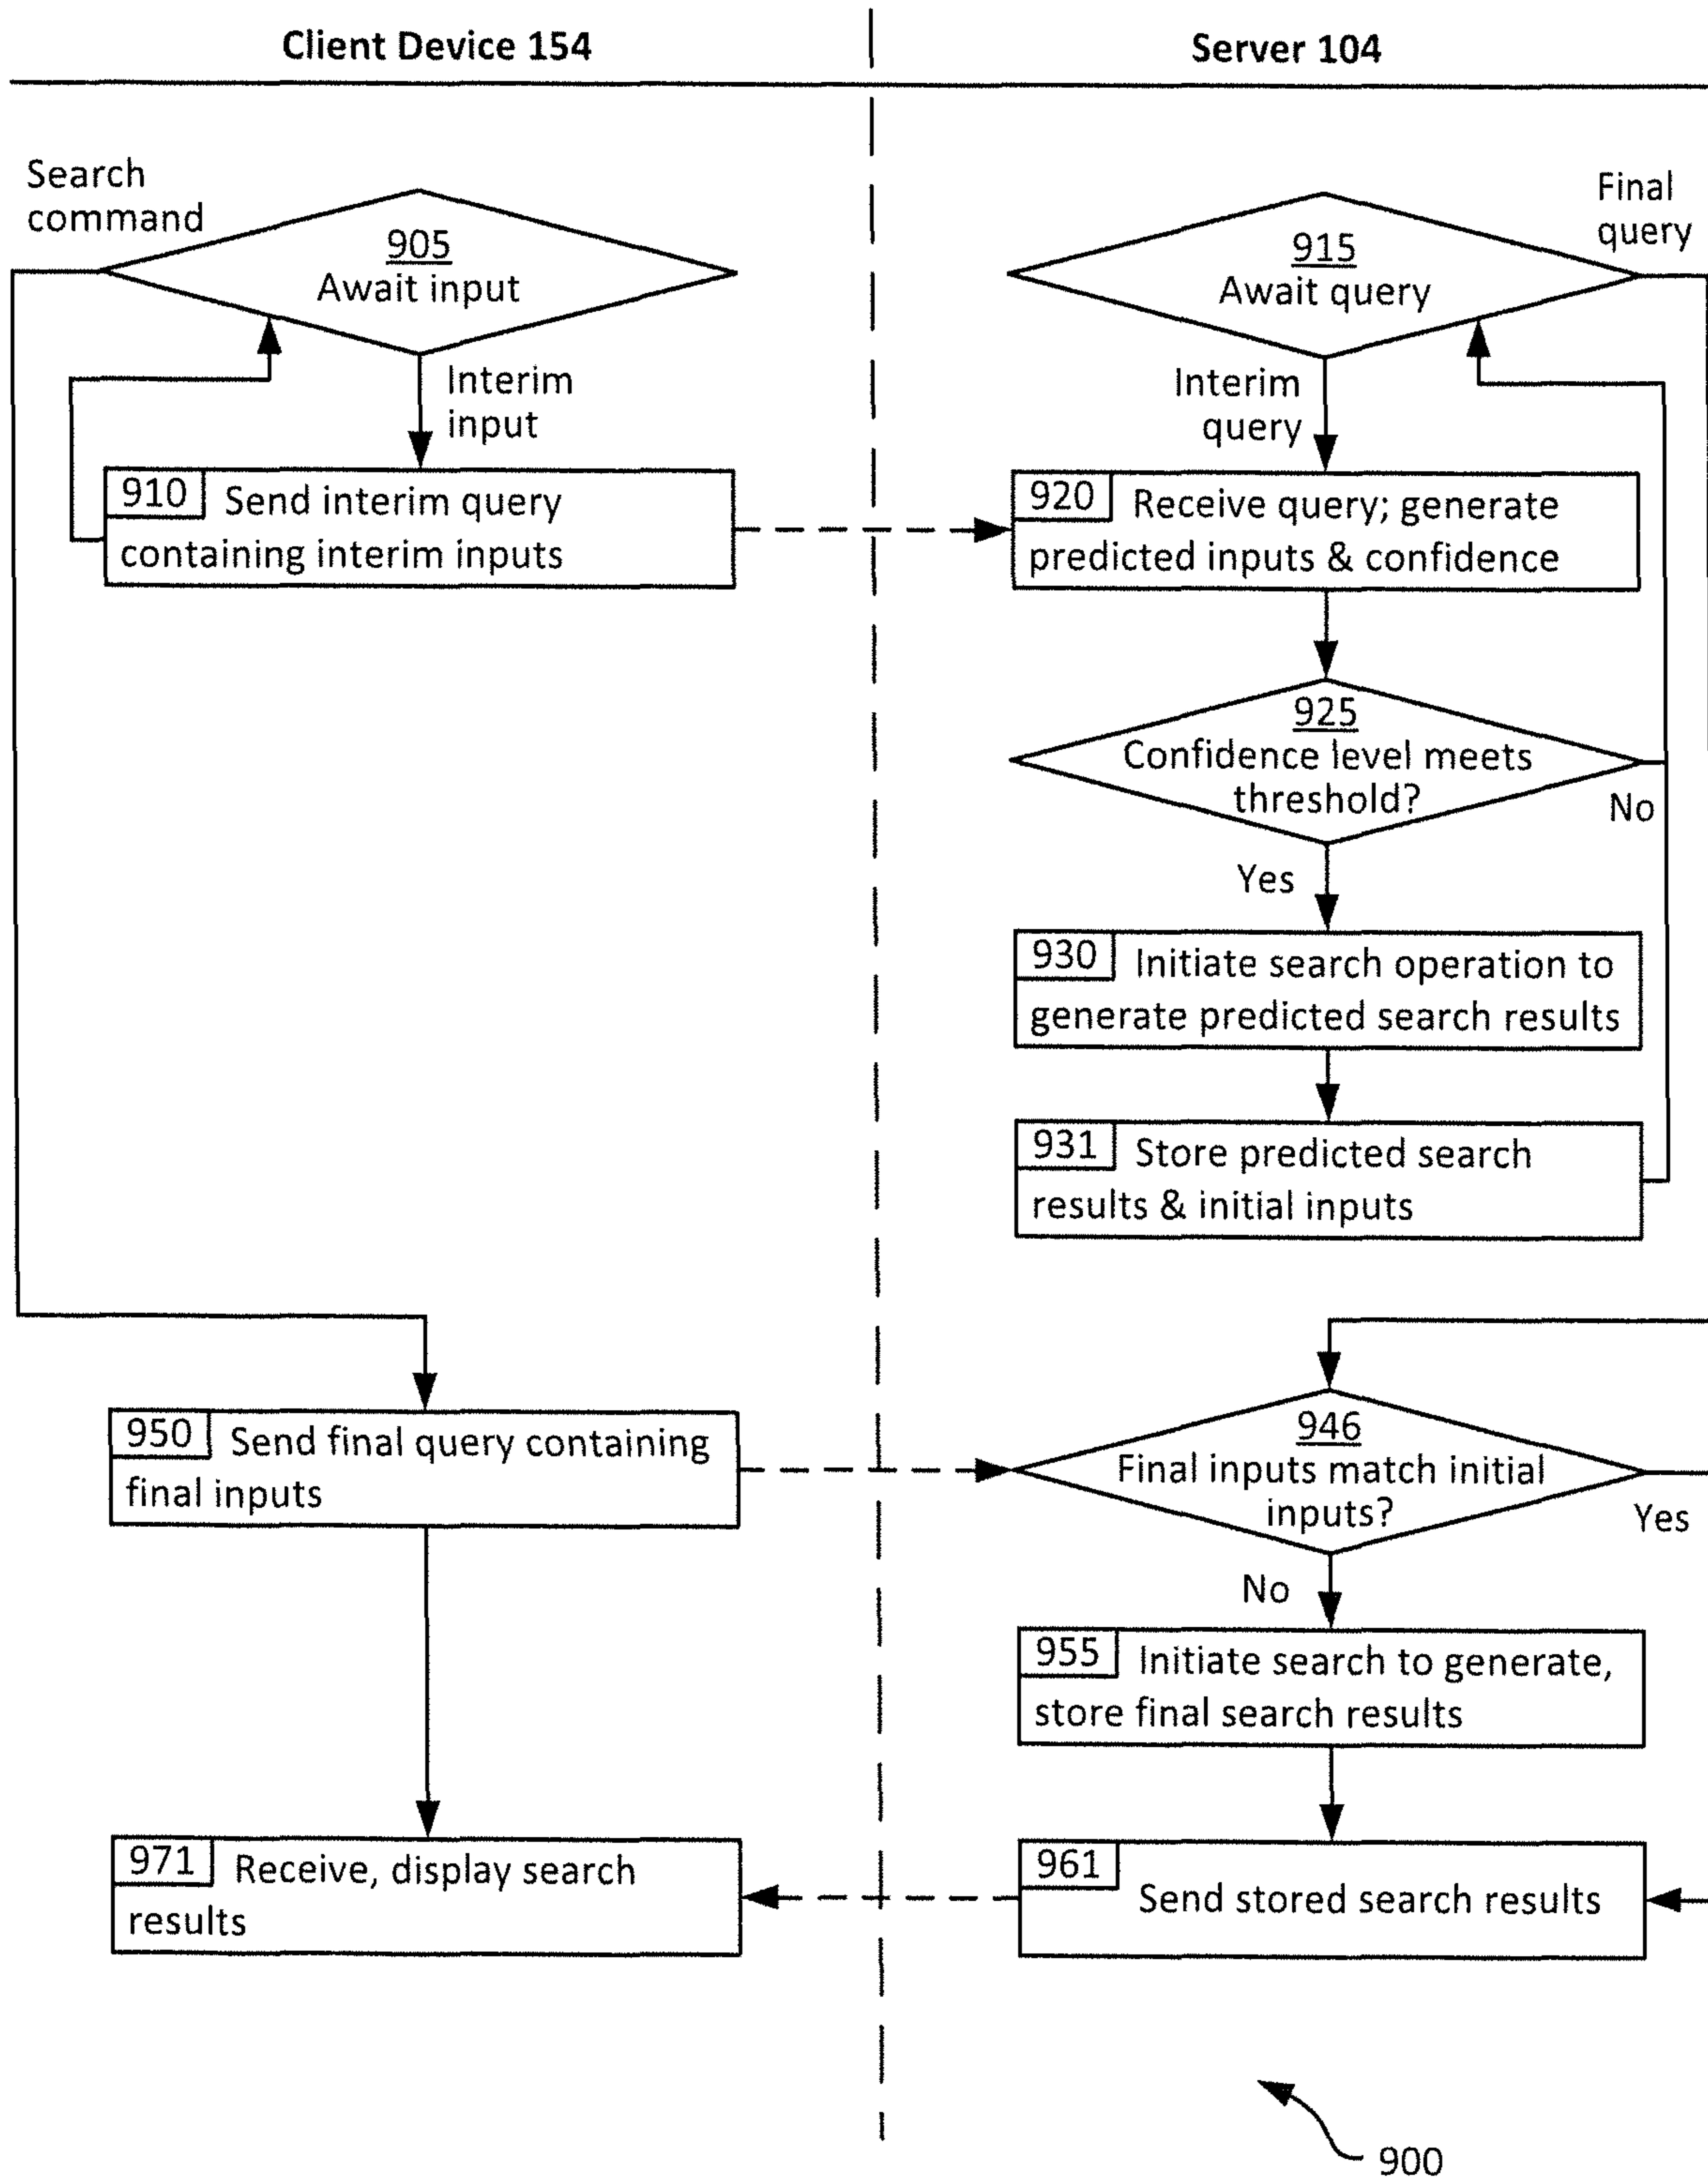 Client Device 154
Server 104
Search
command
905
Await input
Interim
input
910 Send interim query
containing interim inputs
Final
query
915
Await query
Interim
query
920 Receive query; generate
predicted inputs & confidence
925
Confidence level meets
threshold?
No
Yes
930 Initiate search operation to
generate predicted search results
931 Store predicted search
results & initial inputs
950 Send final query containing
final inputs
946
Final inputs match initial
inputs?
Yes
No
955 Initiate search to generate,
store final search results
961 Send stored search results
971 Receive, display search
results
900